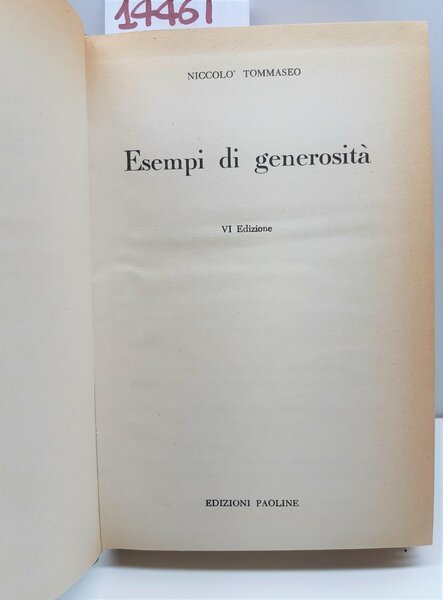 14461
NICCOLO' TOMMASEO
Esempi di generosità
VI Edizione
EDIZIONI PAOLINE